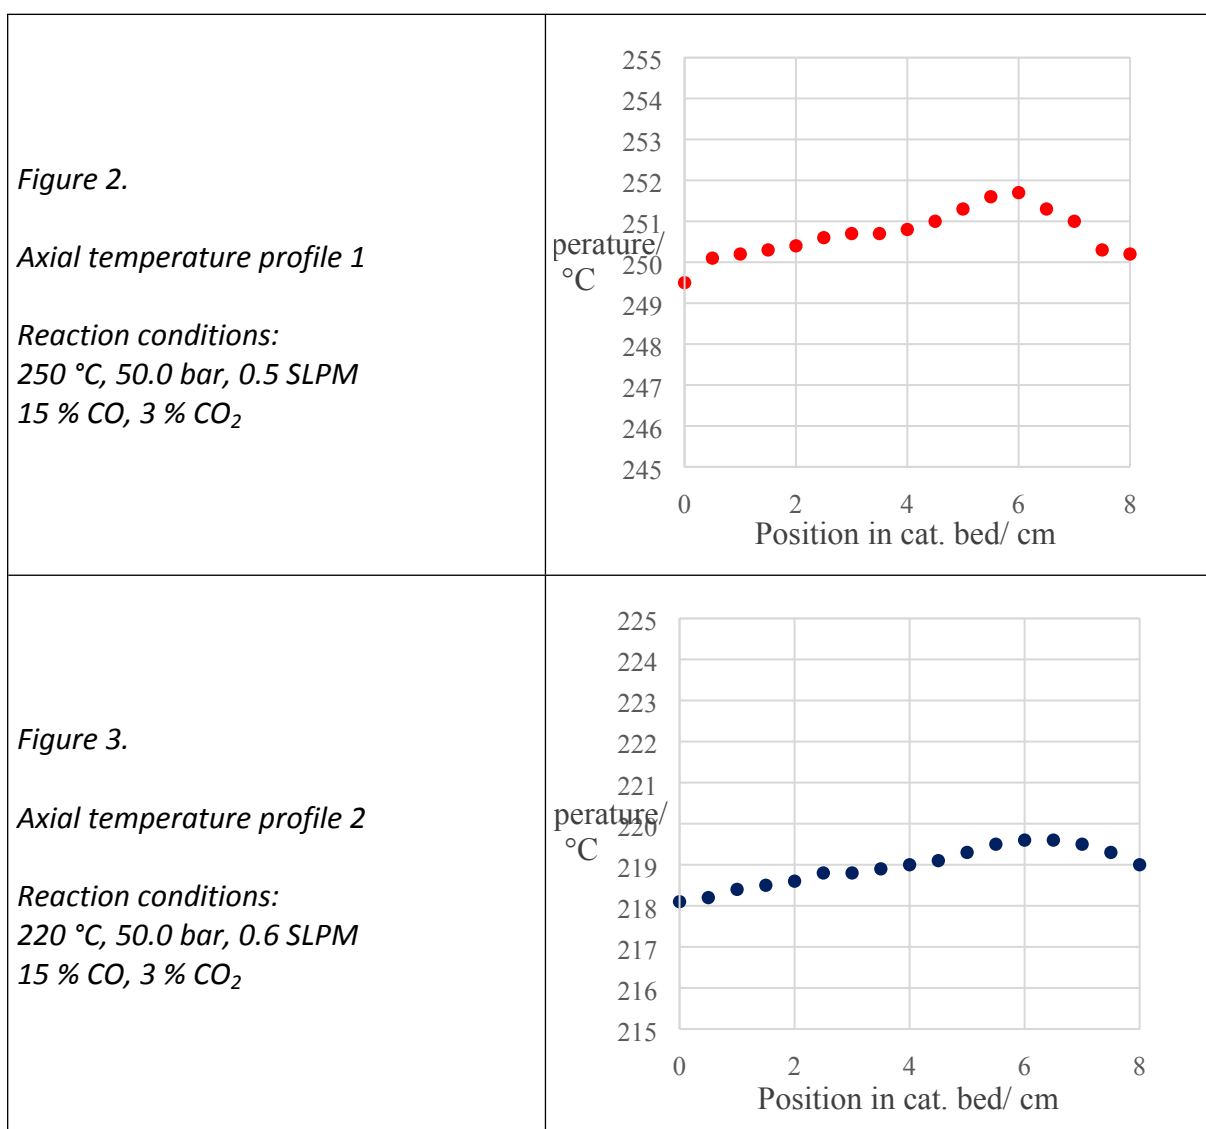 Figure 2.
Axial temperature profile 1
Reaction conditions:
250 °C, 50.0 bar, 0.5 SLPM
15 % CO, 3 % CO₂
255
254
253
252
251
perature/
250
°C
249
248
247
246
245
0 2 4 6 8
Position in cat. bed/ cm
Figure 3.
Axial temperature profile 2
Reaction conditions:
220 °C, 50.0 bar, 0.6 SLPM
15 % CO, 3 % CO₂
225
224
223
222
221
perature/
220
°C
219
218
217
216
215
0 2 4 6 8
Position in cat. bed/ cm